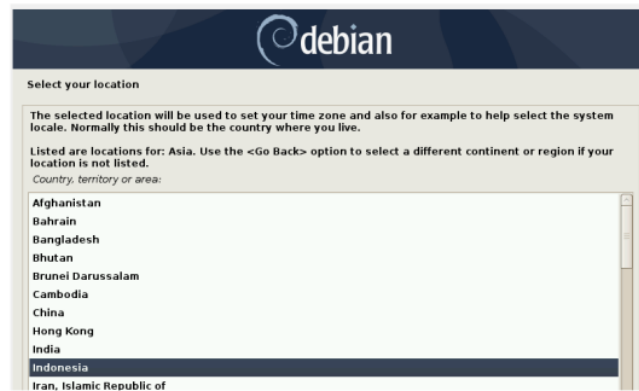 debian
Select your location
The selected location will be used to set your time zone and also for example to help select the system
locale. Normally this should be the country where you live.
Listed are locations for: Asia. Use the <Go Back> option to select a different continent or region if your
location is not listed.
Country, territory or area:
Afghanistan
Bahrain
Bangladesh
Bhutan
Brunei Darussalam
Cambodia
China
Hong Kong
India
Indonesia
Iran, Islamic Republic of